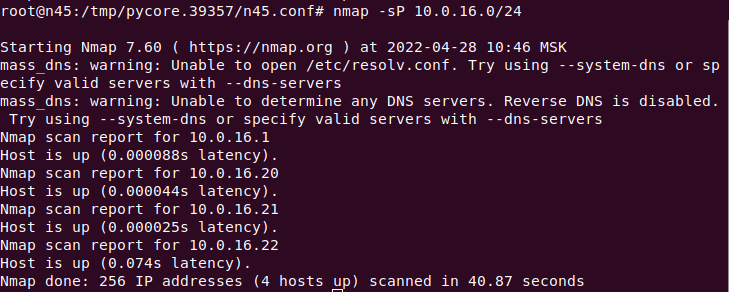 root@n45:/tmp/pycore.39357/n45.conf# nmap -sP 10.0.16.0/24
Starting Nmap 7.60 ( https://nmap.org ) at 2022-04-28 10:46 MSK
mass_dns: warning: Unable to open /etc/resolv.conf. Try using --system-dns or sp
ecify valid servers with --dns-servers
mass_dns: warning: Unable to determine any DNS servers. Reverse DNS is disabled.
 Try using --system-dns or specify valid servers with --dns-servers
Nmap scan report for 10.0.16.1
Host is up (0.000088s latency).
Nmap scan report for 10.0.16.20
Host is up (0.000044s latency).
Nmap scan report for 10.0.16.21
Host is up (0.000025s latency).
Nmap scan report for 10.0.16.22
Host is up (0.074s latency).
Nmap done: 256 IP addresses (4 hosts up) scanned in 40.87 seconds